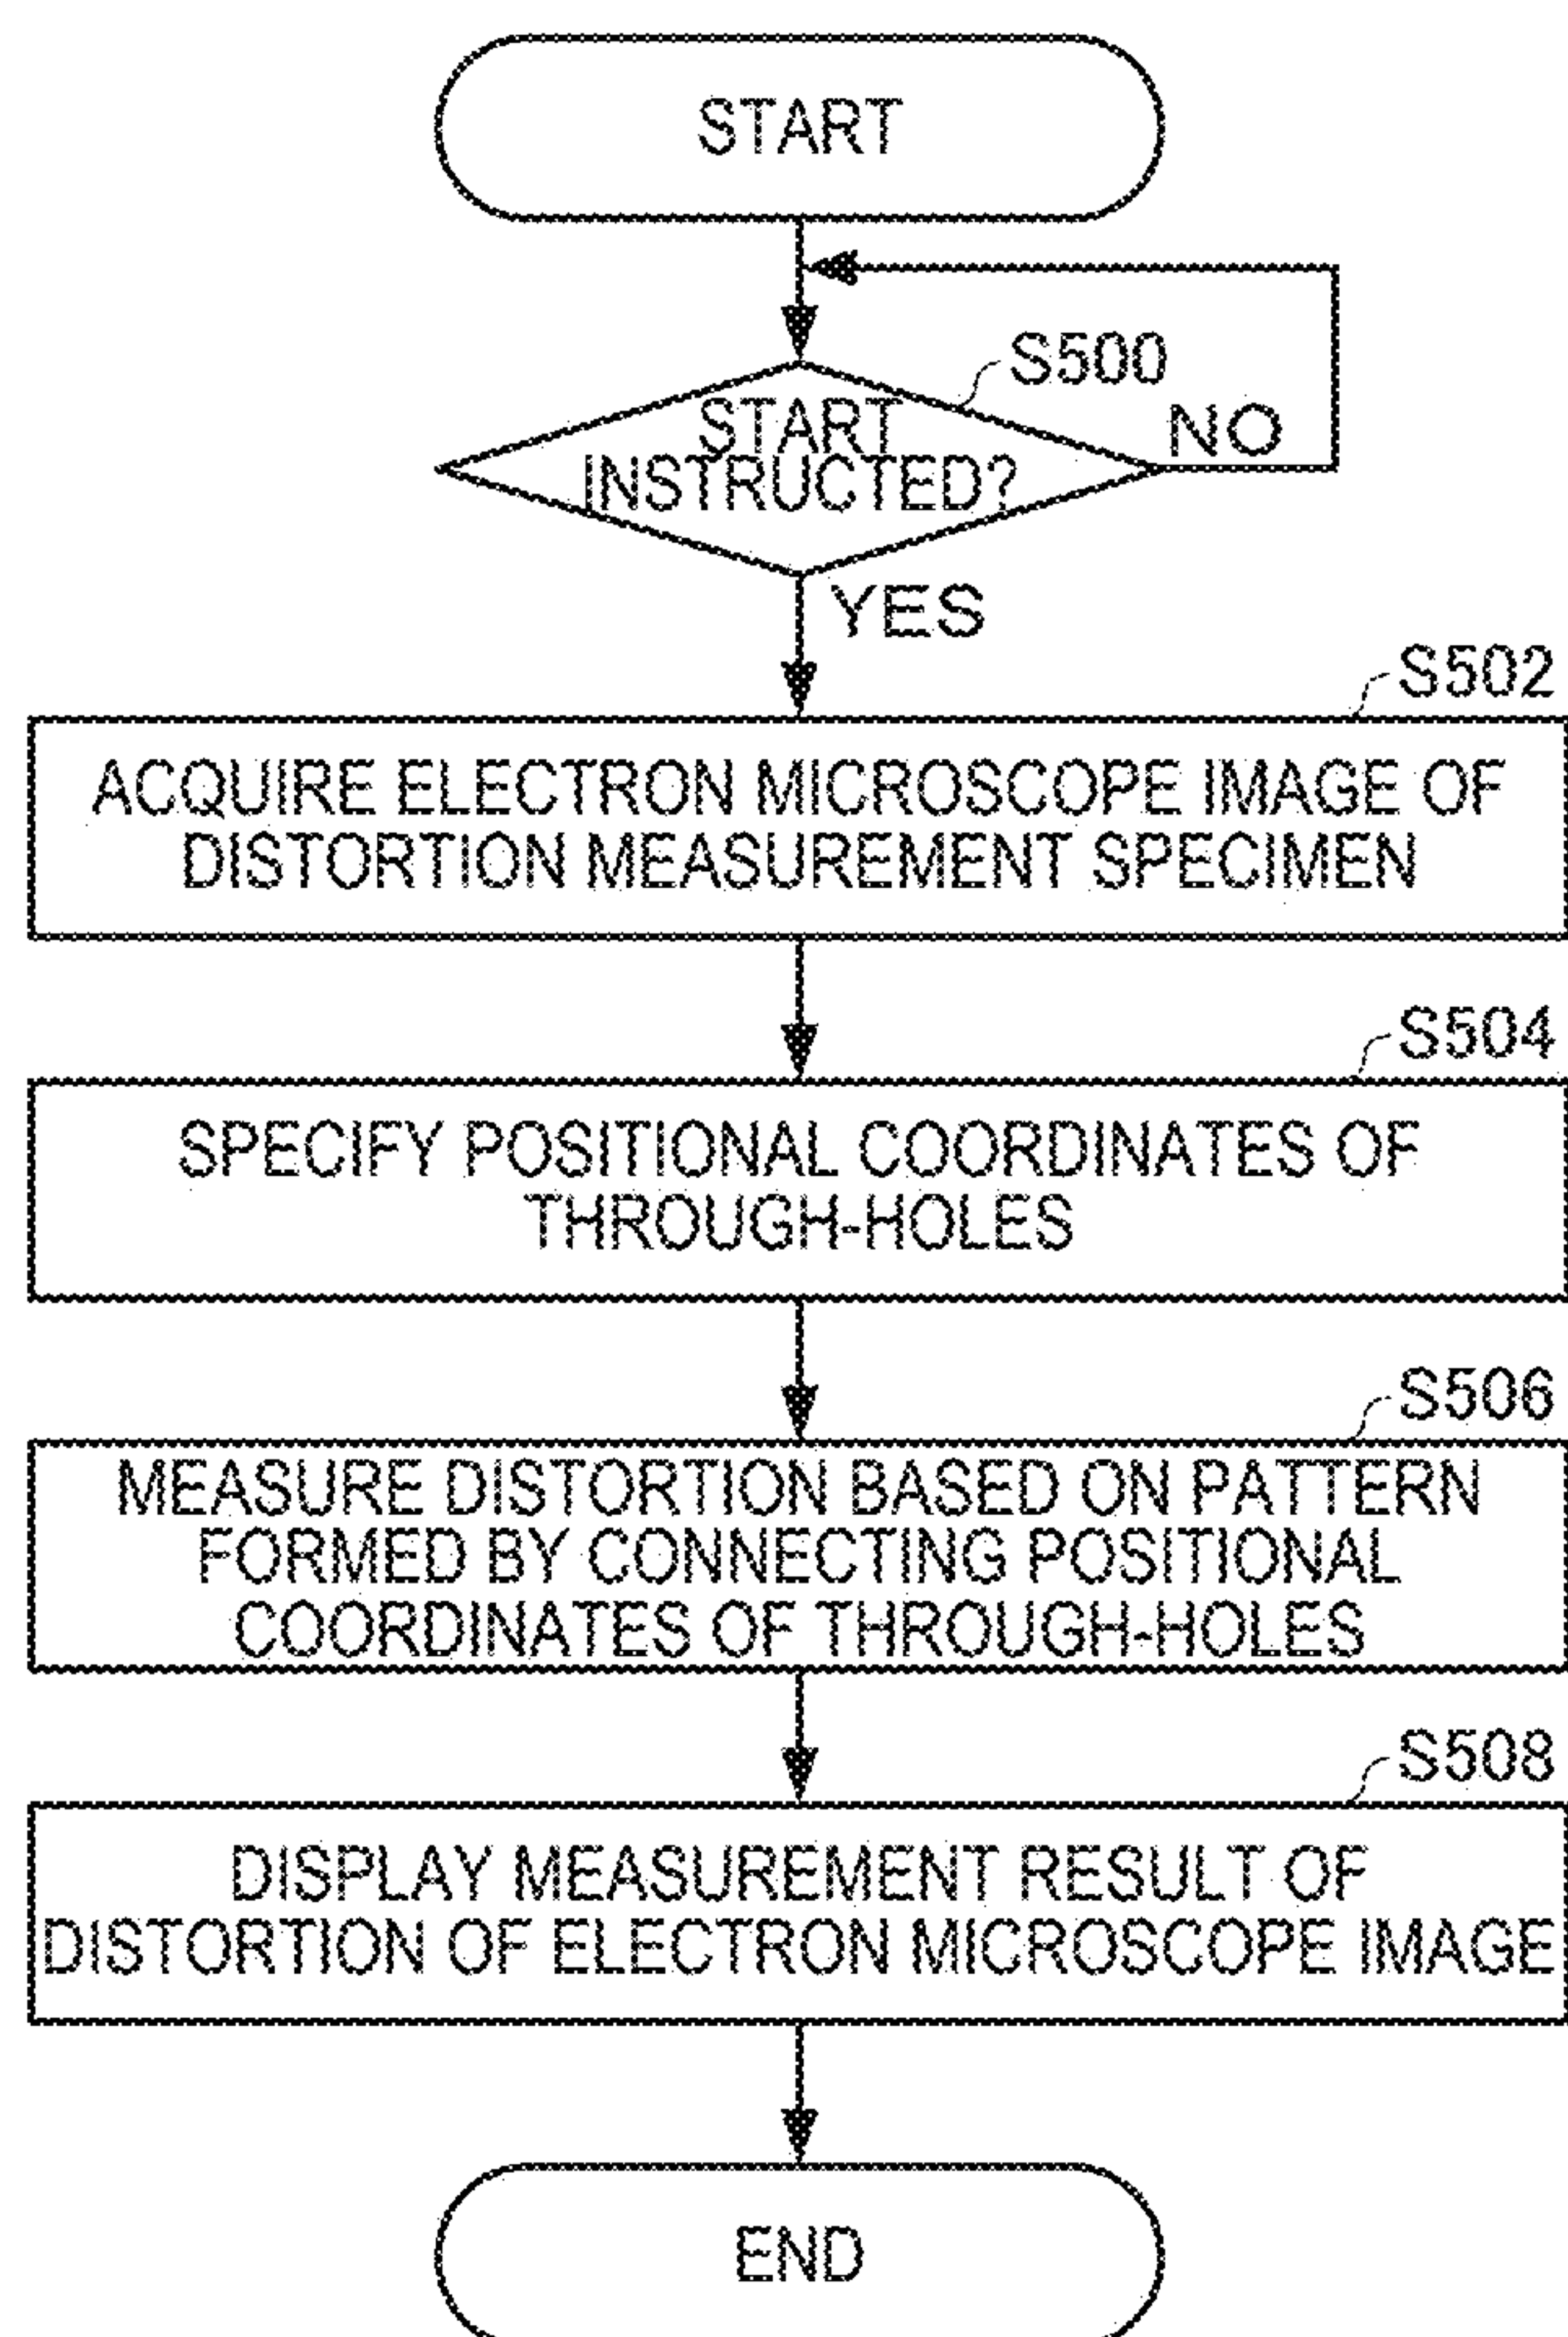 START
S500
START
INSTRUCTED?
NO
YES
S502
ACQUIRE ELECTRON MICROSCOPE IMAGE OF
DISTORTION MEASUREMENT SPECIMEN
S504
SPECIFY POSITIONAL COORDINATES OF
THROUGH-HOLES
S506
MEASURE DISTORTION BASED ON PATTERN
FORMED BY CONNECTING POSITIONAL
COORDINATES OF THROUGH-HOLES
S508
DISPLAY MEASUREMENT RESULT OF
DISTORTION OF ELECTRON MICROSCOPE IMAGE
END